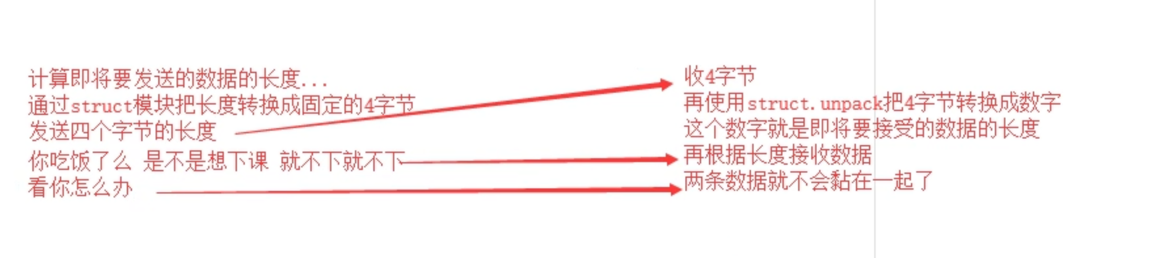 计算即将要发送的数据的长度...
通过struct模块把长度转换成固定的4字节
发送四个字节的长度
你吃饭了么 是不是想下课 就不下就不下
看你怎么办
收4字节
再使用struct.unpack把4字节转换成数字
这个数字就是即将要接受的数据的长度
再根据长度接收数据
两条数据就不会黏在一起了